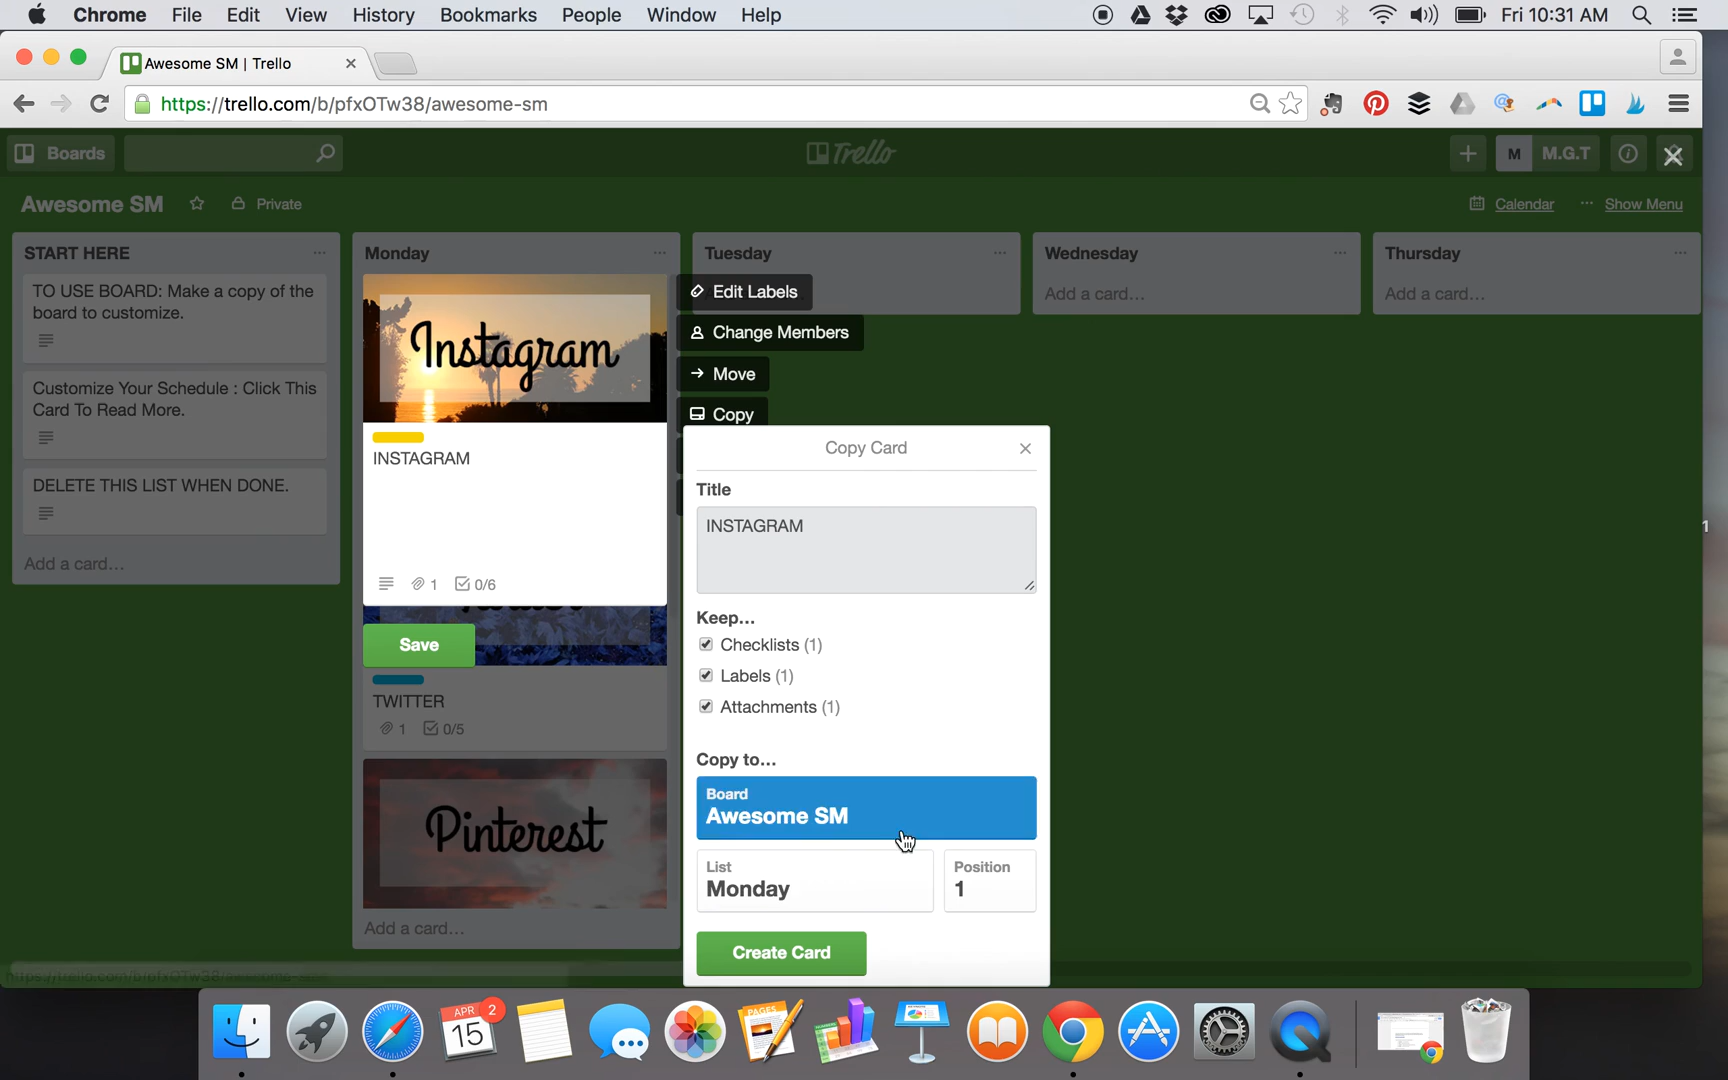 Chrome File Edit View History Bookmarks People Window Help Fri 10:31 AM
Awesome SM | Trello
https://trello.com/b/pfxOTw38/awesome-sm
Boards Trello M M.G.T
Awesome SM Private Calendar Show Menu
START HERE
TO USE BOARD: Make a copy of the
board to customize.
Customize Your Schedule : Click This
Card To Read More.
DELETE THIS LIST WHEN DONE.
Add a card...
Monday
Instagram
INSTAGRAM
1 0/6
Save
TWITTER
1 0/5
Pinterest
Add a card...
Tuesday
Edit Labels
Change Members
Move
Copy
Copy Card
Title
INSTAGRAM
Keep...
Checklists (1)
Labels (1)
Attachments (1)
Copy to...
Board
Awesome SM
List
Monday
Position
1
Create Card
Wednesday
Add a card...
Thursday
Add a card...
1
APR 2
15
PAGES
NUMBERS